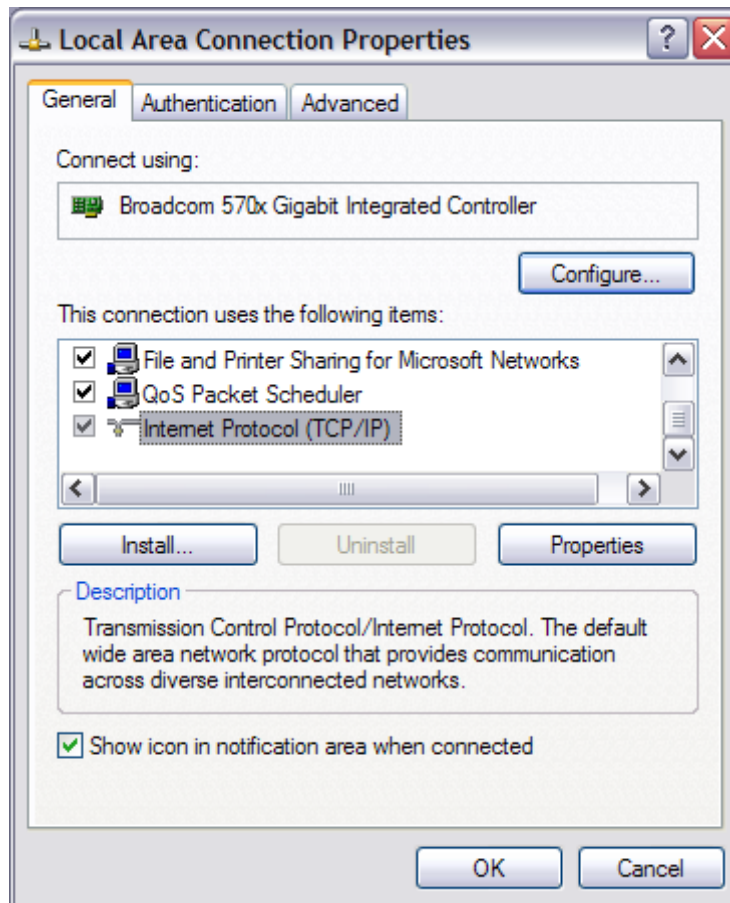 Local Area Connection Properties
?
General Authentication Advanced
Connect using:
Broadcom 570x Gigabit Integrated Controller
Configure...
This connection uses the following items:
File and Printer Sharing for Microsoft Networks
QoS Packet Scheduler
Internet Protocol (TCP/IP)
Install... Uninstall Properties
Description
Transmission Control Protocol/Internet Protocol. The default
wide area network protocol that provides communication
across diverse interconnected networks.
Show icon in notification area when connected
OK Cancel